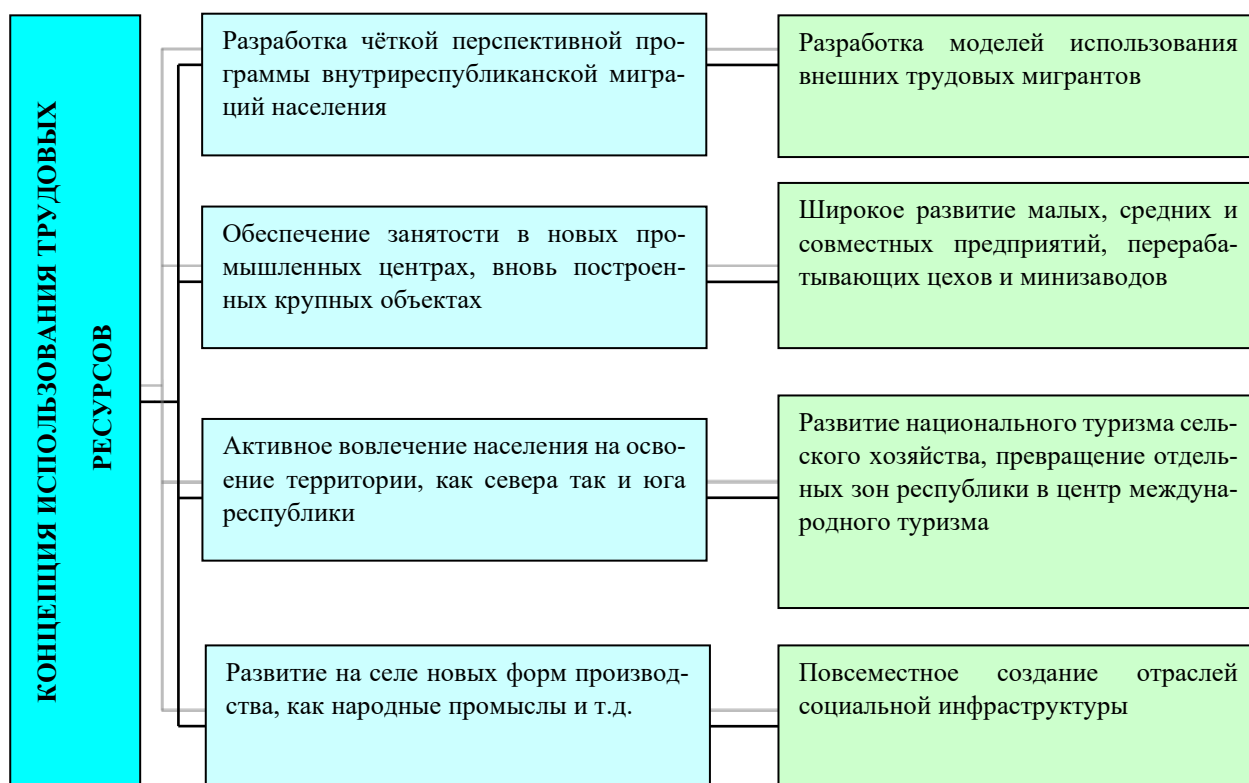 КОНЦЕПЦИЯ ИСПОЛЬЗОВАНИЯ ТРУДОВЫХ
РЕСУРСОВ
Разработка чёткой перспективной про-
граммы внутриреспубликанской миграц-
ий населения
Разработка моделей использования
внешних трудовых мигрантов
Обеспечение занятости в новых про-
мышленных центрах, вновь построен-
ных крупных объектах
Широкое развитие малых, средних и
совместных предприятий, перераба-
тывающих цехов и минизаводов
Активное вовлечение населения на осво-
ение территории, как севера так и юга
республики
Развитие национального туризма сель-
ского хозяйства, превращение отдель-
ных зон республики в центр междуна-
родного туризма
Развитие на селе новых форм производ-
ства, как народные промыслы и т.д.
Повсеместное создание отраслей
социальной инфраструктуры